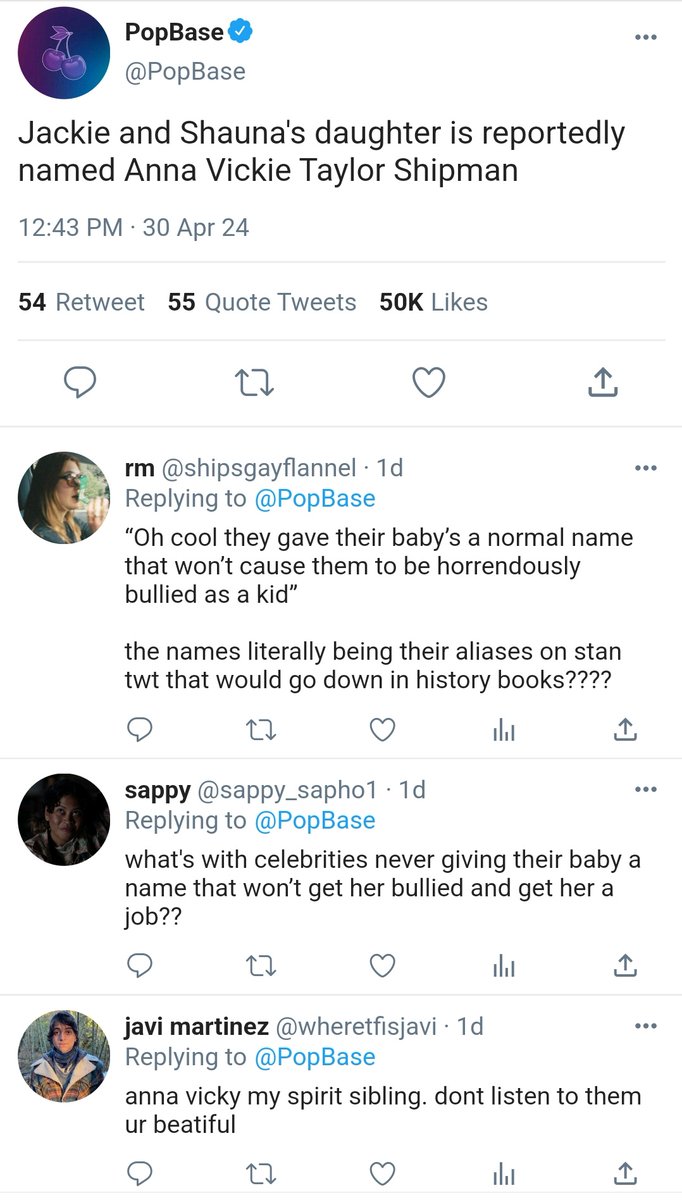 PopBase
@PopBase
Jackie and Shauna's daughter is reportedly
named Anna Vickie Taylor Shipman
12:43 PM · 30 Apr 24
54 Retweet 55 Quote Tweets 50K Likes
rm @shipsgayflannel · 1d
Replying to @PopBase
“Oh cool they gave their baby’s a normal name
that won’t cause them to be horrendously
bullied as a kid”
the names literally being their aliases on stan
twt that would go down in history books????
sappy @sappy_sapho1 · 1d
Replying to @PopBase
what's with celebrities never giving their baby a
name that won’t get her bullied and get her a
job??
javi martinez @wheretfisjavi · 1d
Replying to @PopBase
anna vicky my spirit sibling. dont listen to them
ur beatiful